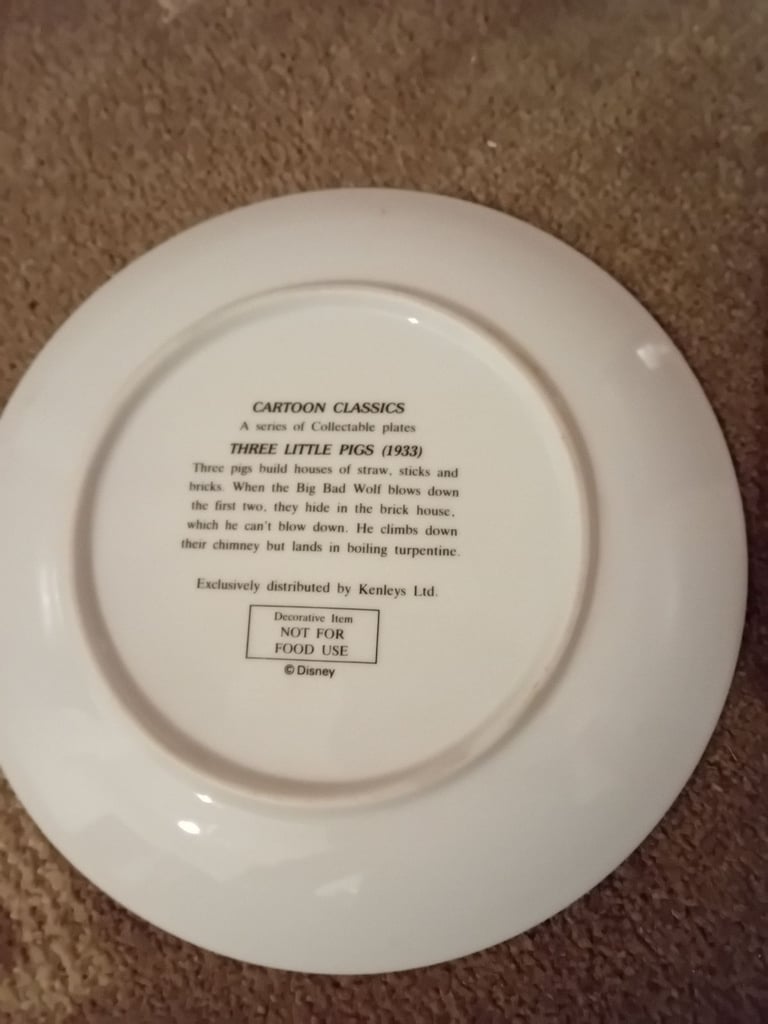 CARTOON CLASSICS
A series of Collectable plates
THREE LITTLE PIGS (1933)
Three pigs build houses of straw, sticks and
bricks. When the Big Bad Wolf blows down
the first two, they hide in the brick house,
which he can't blow down. He climbs down
their chimney but lands in boiling turpentine.
Exclusively distributed by Kenleys Ltd.
Decorative Item
NOT FOR
FOOD USE
© Disney